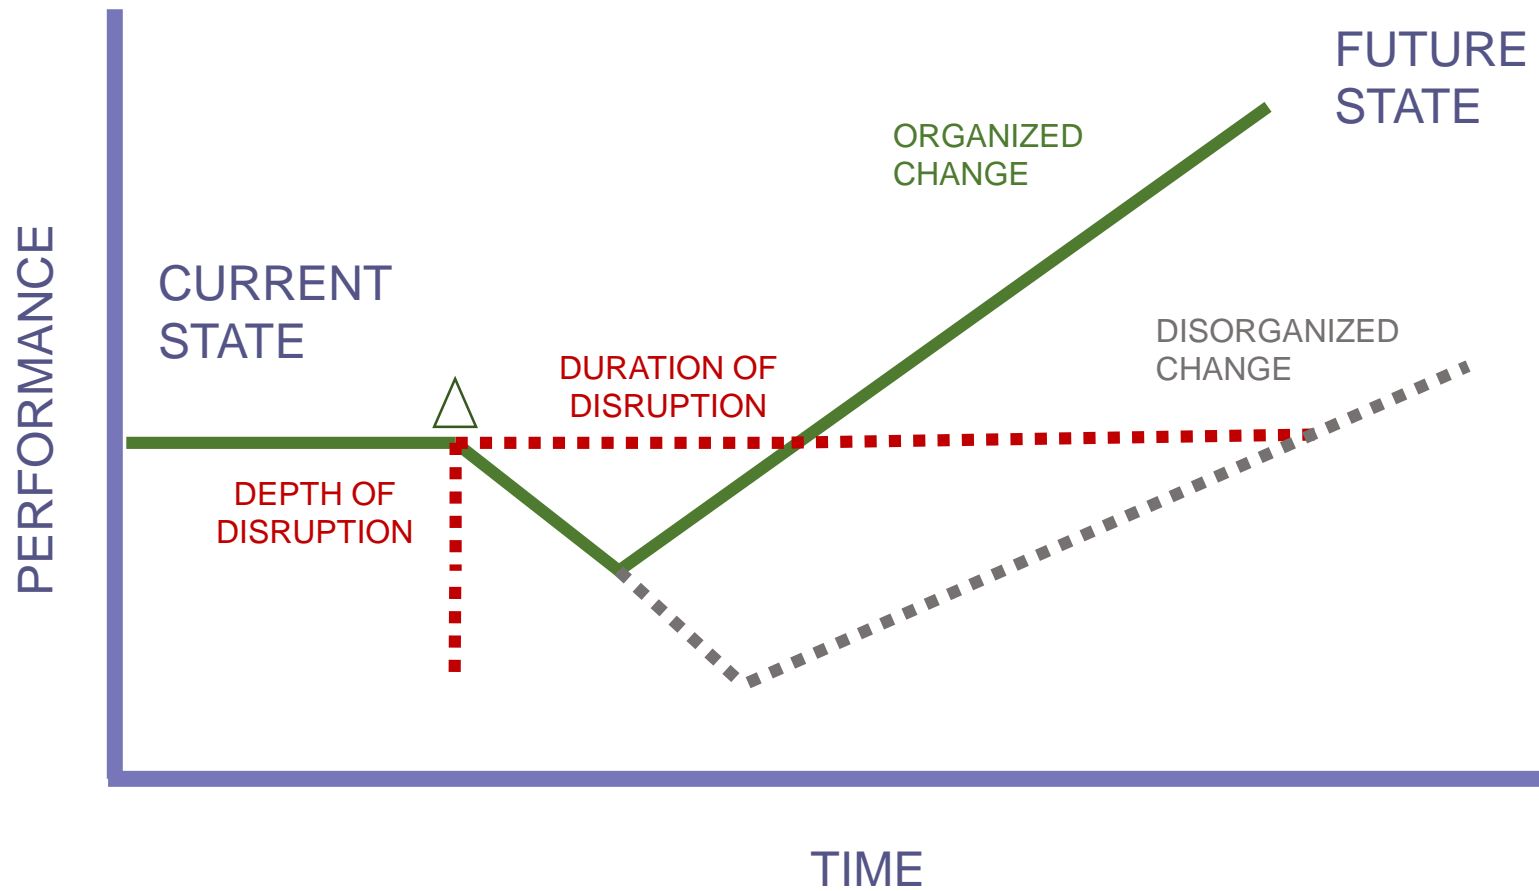 FUTURE
STATE
ORGANIZED
CHANGE
PERFORMANCE
CURRENT
STATE
DISORGANIZED
CHANGE
DURATION OF
DISRUPTION
DEPTH OF
DISRUPTION
TIME